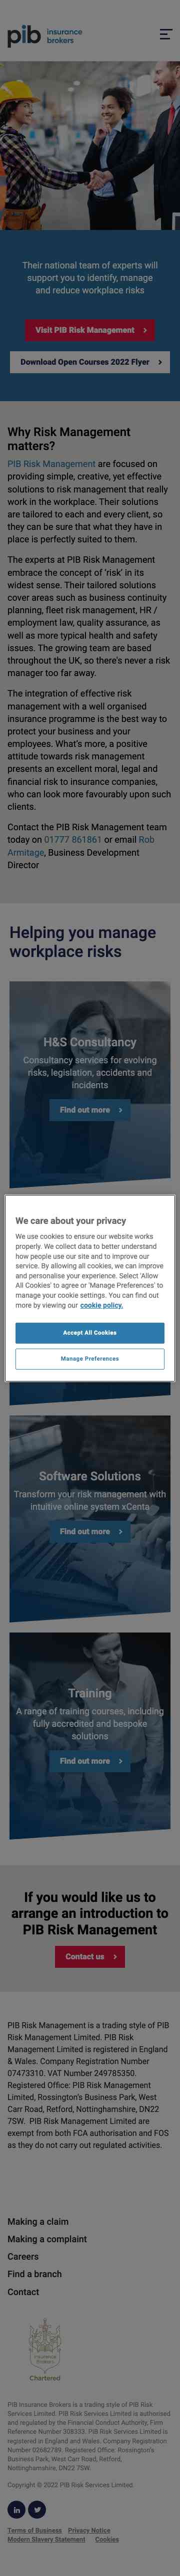 pib insurance brokers
Their national team of experts will
support you to identify, manage
and reduce workplace risks
Visit PIB Risk Management
Download Open Courses 2022 Flyer
Why Risk Management
matters?
PIB Risk Management are focused on
providing simple, creative, yet effective
solutions to risk management that really
work in the workplace. Their solutions
are tailored to each and every client, so
they can be sure that what they put in
place is perfectly suited to them.
The experts at PIB Risk Management
embrace the concept of 'risk' in its
widest sense. Their tailored solutions
cover areas such as business continuity
planning, fleet risk management, HR /
employment law, quality assurance, as
well as more typical health and safety
issues. The growing team are based
throughout the UK, so there's never a risk
manager too far away.
The integration of effective risk
management with a well organised
insurance programme is the best way to
protect your business and your
employees. What's more, a positive
attitude towards risk management
presents an excellent moral, legal and
financial risk to insurance companies,
who can look more favourably upon such
clients.
Contact the PIB Risk Management team
today on 01777 861861 or email Rob
Armitage, Business Development
Director
Helping you manage
workplace risks
H&S Consultancy
Consultancy services for evolving
risks, legislation, accidents and
incidents
Find out more
We care about your privacy
We use cookies to ensure our website works
properly. We collect data to better understand
how people use our site and to improve our
service. By allowing all cookies, we can improve
and personalise your experience. Select 'Allow
All Cookies' to agree or 'Manage Preferences' to
manage your cookie settings. You can find out
more by viewing our cookie policy.
Accept All Cookies
Manage Preferences
Software Solutions
Transform your risk management with
intuitive online system xCenta
Find out more
Training
A range of training courses, including
fully accredited and bespoke
solutions
Find out more
If you would like us to
arrange an introduction to
PIB Risk Management
Contact us
PIB Risk Management is a trading style of PIB
Risk Management Limited. PIB Risk
Management Limited is registered in England
& Wales. Company Registration Number
07473310. VAT Number 249785350.
Registered Office: PIB Risk Management
Limited, Rossington's Business Park, West
Carr Road, Retford, Nottinghamshire, DN22
7SW.  PIB Risk Management Limited are
exempt from both FCA authorisation and FOS
as they do not carry out regulated activities.
Making a claim
Making a complaint
Careers
Find a branch
Contact
Chartered
PIB Insurance Brokers is a trading style of PIB Risk
Services Limited. PIB Risk Services Limited is authorised
and regulated by the Financial Conduct Authority, Firm
Reference Number 308333. PIB Risk Services Limited is
registered in England and Wales. Company Registration
Number 02682789. Registered Office: Rossington's
Business Park, West Carr Road, Retford,
Nottinghamshire, DN22 7SW.
Copyright © 2022 PIB Risk Services Limited.
Terms of Business Privacy Notice
Modern Slavery Statement Cookies